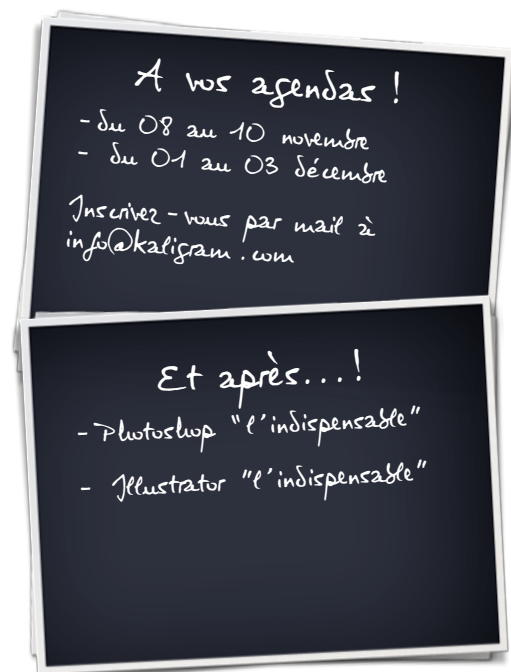 A vos agendas !
- du 08 au 10 novembre
- du 01 au 03 décembre
Inscrivez-vous par mail à
info@kaligram.com
Et après...!
- Photoshop "l'indispensable"
- Illustrator "l'indispensable"